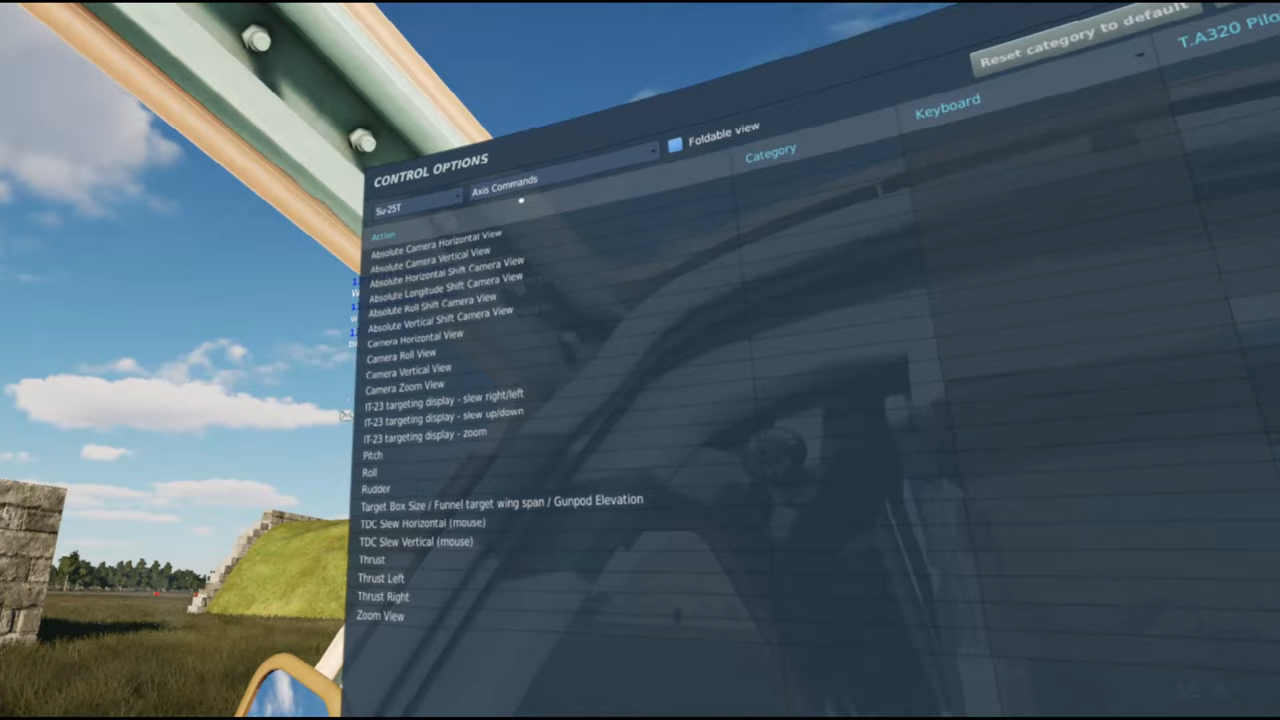 Reset category to default
T.A320 Pilo
Keyboard
CONTROL OPTIONS
Foldable view
Category
Su-25T
Axis Commands
Action
Absolute Camera Horizontal View
Absolute Camera Vertical View
Absolute Horizontal Shift Camera View
Absolute Longitude Shift Camera View
Absolute Roll Shift Camera View
Absolute Vertical Shift Camera View
Camera Horizontal View
Camera Roll View
Camera Vertical View
Camera Zoom View
IT-23 targeting display - slew right/left
IT-23 targeting display - slew up/down
IT-23 targeting display - zoom
Pitch
Roll
Rudder
Target Box Size / Funnel target wing span / Gunpod Elevation
TDC Slew Horizontal (mouse)
TDC Slew Vertical (mouse)
Thrust
Thrust Left
Thrust Right
Zoom View